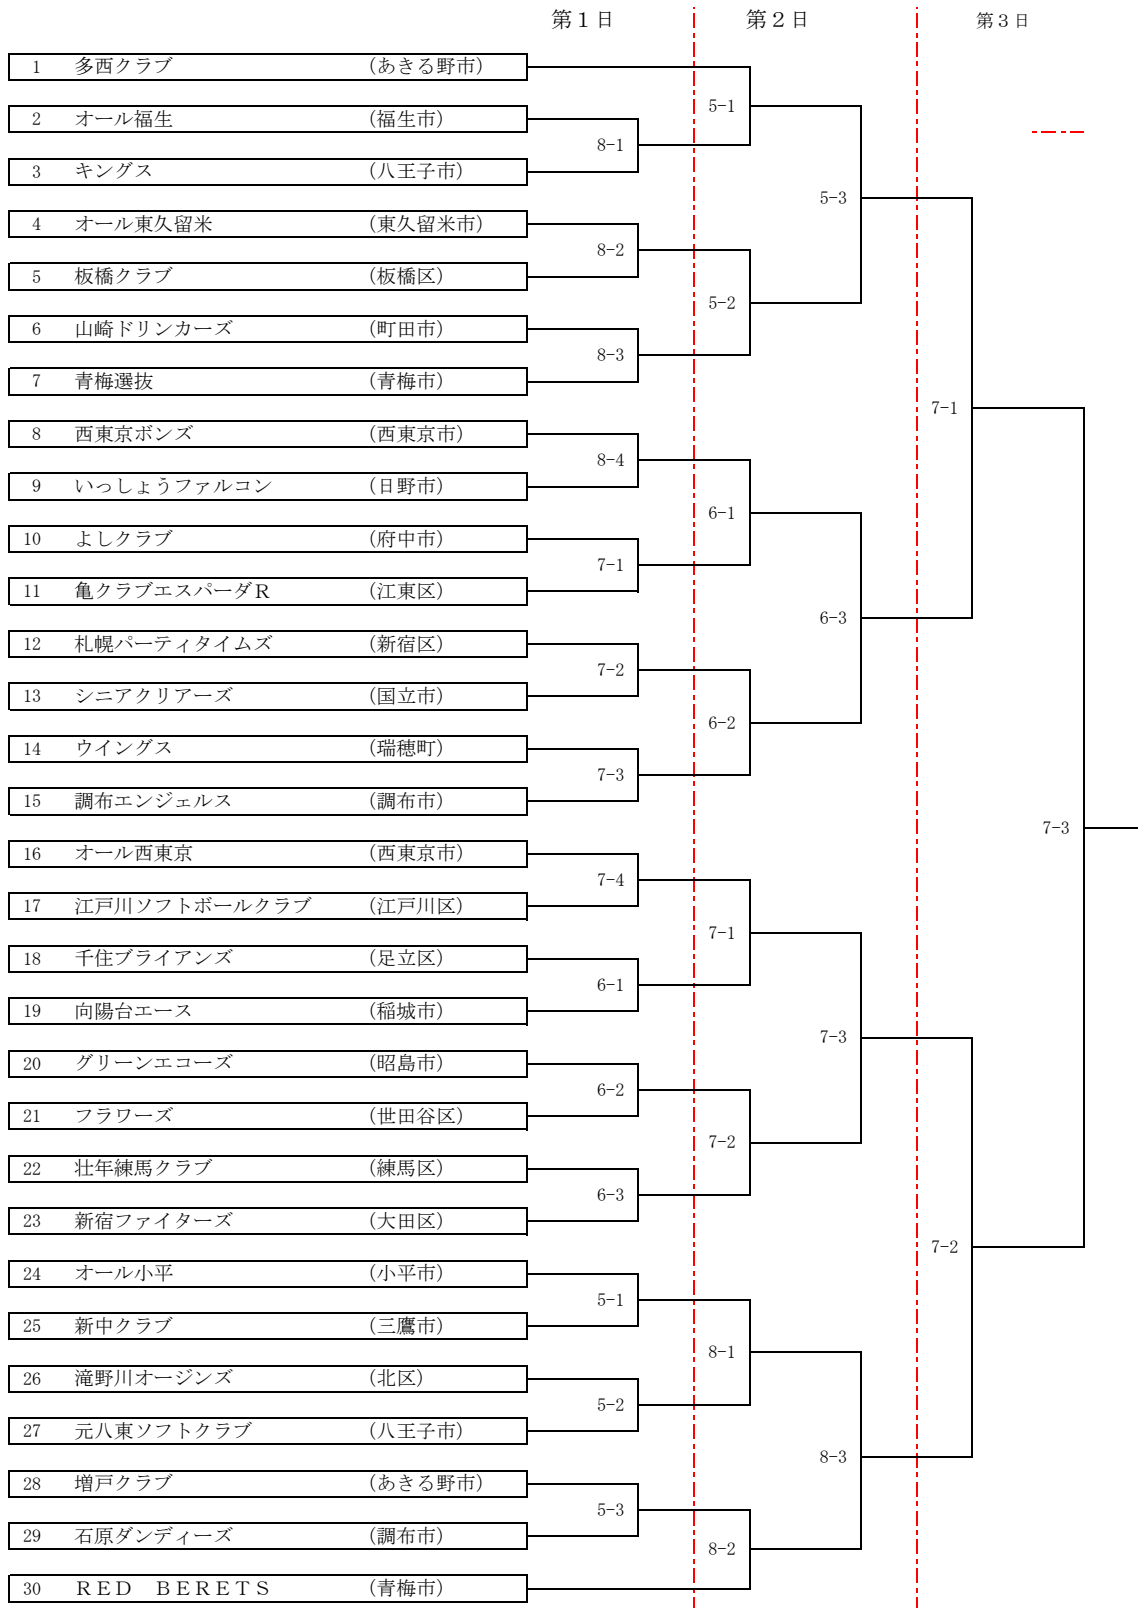 第１日 第２日 第３日
1 多西クラブ （あきる野市）
5-1
2 オール福生 （福生市）
8-1
3 キングス （八王子市）
5-3
4 オール東久留米 （東久留米市）
8-2
5 板橋クラブ （板橋区）
5-2
6 山崎ドリンカーズ （町田市）
8-3
7 青梅選抜 （青梅市）
7-1
8 西東京ボンズ （西東京市）
8-4
9 いっしょうファルコン （日野市）
6-1
10 よしクラブ （府中市）
7-1
11 亀クラブエスパーダＲ （江東区）
6-3
12 札幌パーティタイムズ （新宿区）
7-2
13 シニアクリアーズ （国立市）
6-2
14 ウイングス （瑞穂町）
7-3
15 調布エンジェルス （調布市）
7-3
16 オール西東京 （西東京市）
7-4
17 江戸川ソフトボールクラブ （江戸川区）
7-1
18 千住ブライアンズ （足立区）
6-1
19 向陽台エース （稲城市）
7-3
20 グリーンエコーズ （昭島市）
6-2
21 フラワーズ （世田谷区）
7-2
22 壮年練馬クラブ （練馬区）
6-3
23 新宿ファイターズ （大田区）
7-2
24 オール小平 （小平市）
5-1
25 新中クラブ （三鷹市）
8-1
26 滝野川オージンズ （北区）
5-2
27 元八東ソフトクラブ （八王子市）
8-3
28 増戸クラブ （あきる野市）
5-3
29 石原ダンディーズ （調布市）
8-2
30 ＲＥＤ　ＢＥＲＥＴＳ （青梅市）